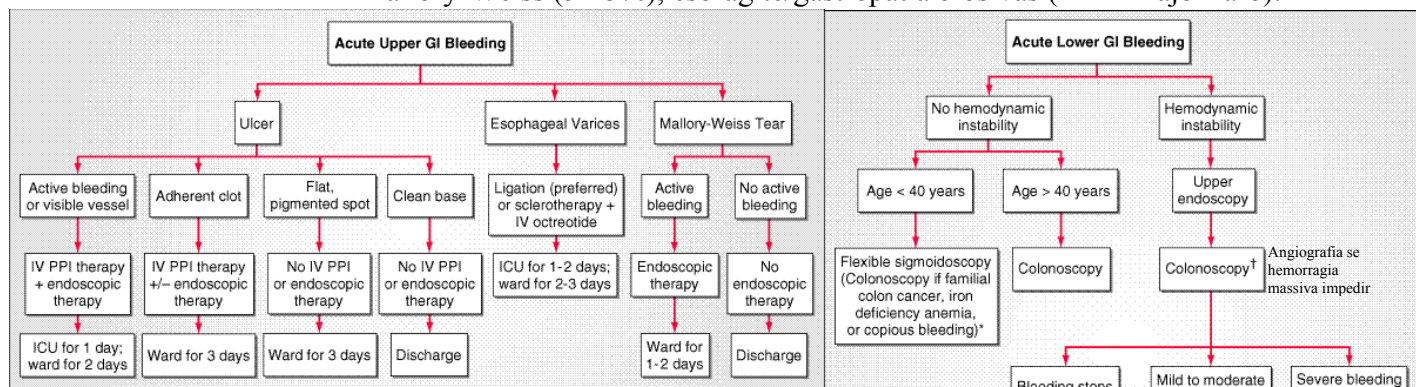 Mallory-Weiss
Acute Upper GI Bleeding
Ulcer
Esophageal Varices
Mallory-Weiss Tear
Active bleeding
or visible vessel
Adherent clot
Flat,
pigmented spot
Clean base
Ligation (preferred)
or sclerotherapy +
IV octreotide
Active
bleeding
No active
bleeding
IV PPI therapy
+ endoscopic
therapy
IV PPI therapy
+/– endoscopic
therapy
No IV PPI
or endoscopic
therapy
No IV PPI
or endoscopic
therapy
ICU for 1-2 days;
ward for 2-3 days
Endoscopic
therapy
No
endoscopic
therapy
ICU for 1 day;
ward for 2 days
Ward for 3 days
Ward for 3 days
Discharge
Ward for
1-2 days
Discharge
Acute Lower GI Bleeding
No hemodynamic
instability
Hemodynamic
instability
Age < 40 years
Age > 40 years
Upper
endoscopy
Flexible sigmoidoscopy
(Colonoscopy if familial
colon cancer, iron
deficiency anemia,
or copious bleeding)*
Colonoscopy
Colonoscopy†
Angiografia se
hemorragia
massiva impedir
Bleeding stops
Mild to moderate
Severe bleeding